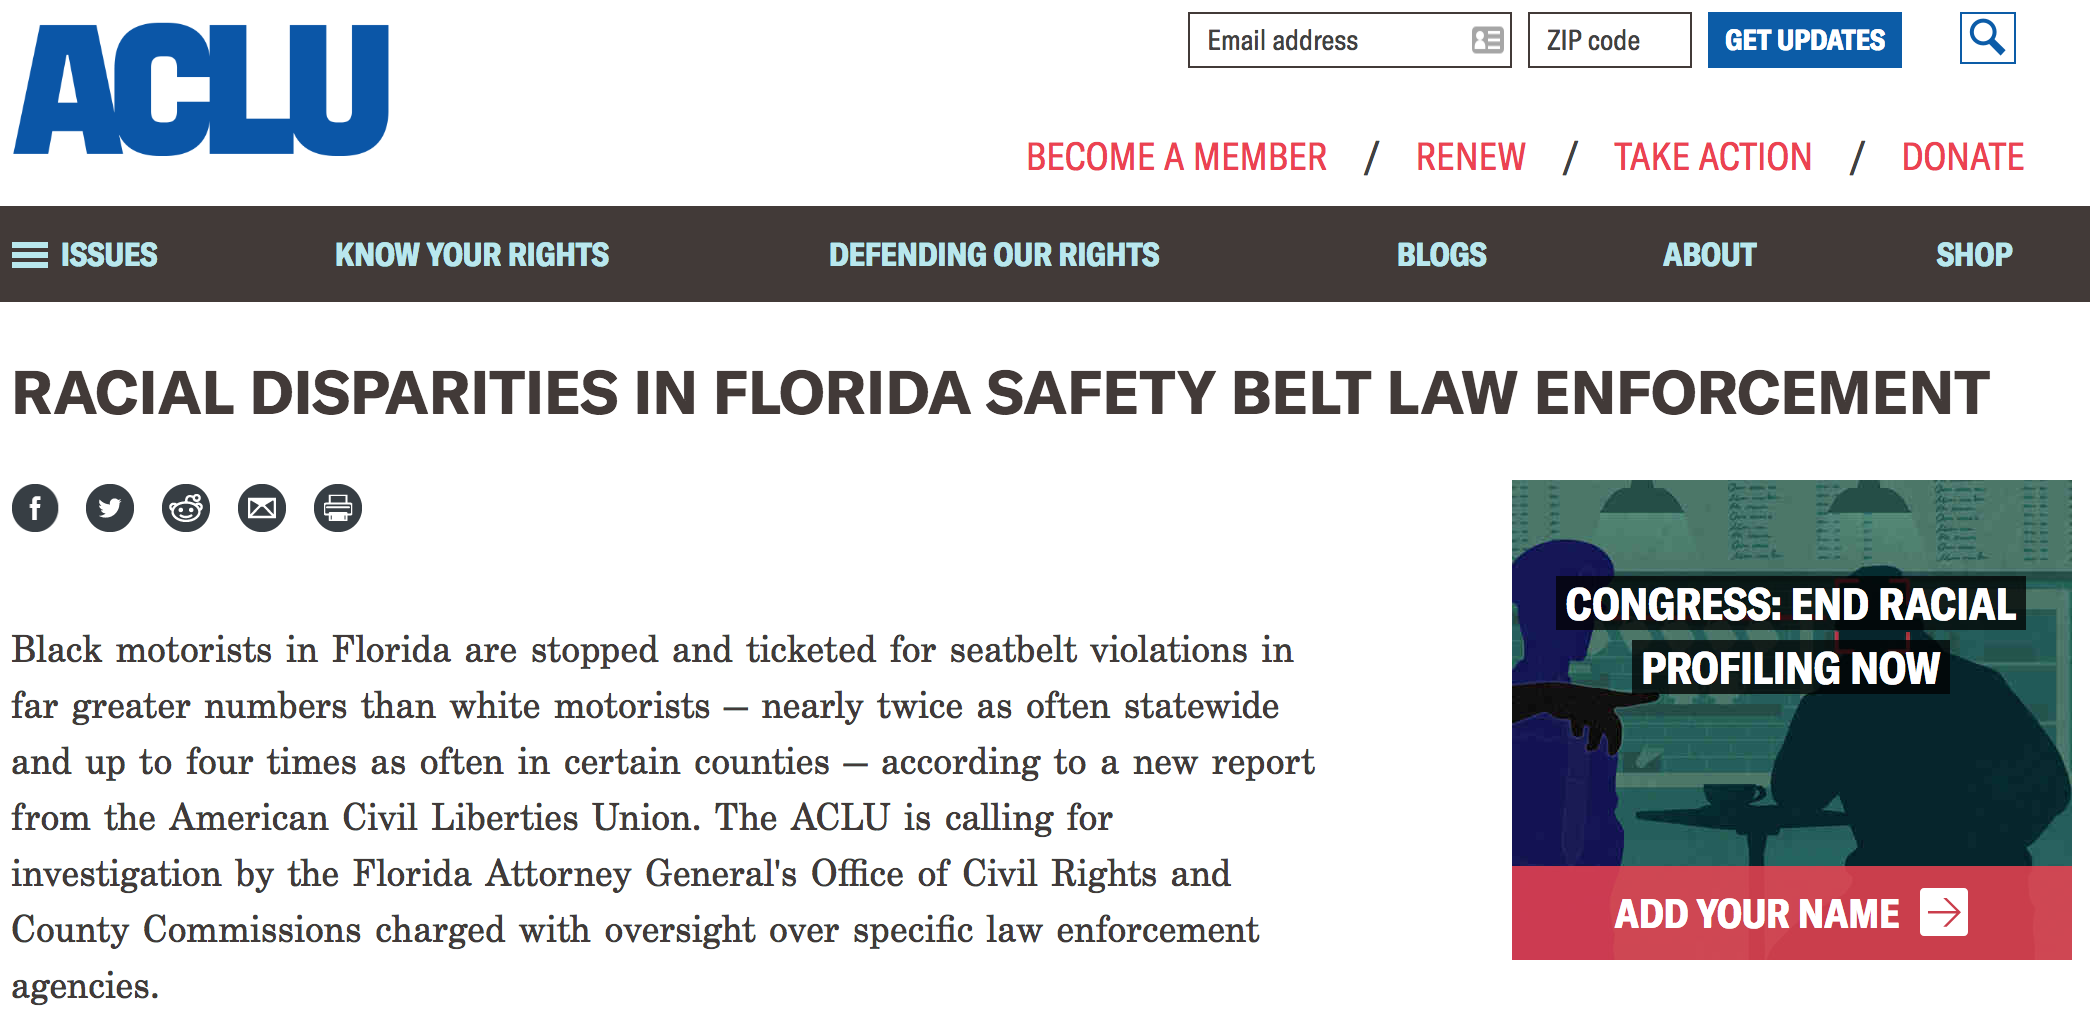 ACLU
Email address
ZIP code
GET UPDATES
BECOME A MEMBER / RENEW / TAKE ACTION / DONATE
ISSUES KNOW YOUR RIGHTS DEFENDING OUR RIGHTS BLOGS ABOUT SHOP
RACIAL DISPARITIES IN FLORIDA SAFETY BELT LAW ENFORCEMENT
Black motorists in Florida are stopped and ticketed for seatbelt violations in
far greater numbers than white motorists — nearly twice as often statewide
and up to four times as often in certain counties — according to a new report
from the American Civil Liberties Union. The ACLU is calling for
investigation by the Florida Attorney General's Office of Civil Rights and
County Commissions charged with oversight over specific law enforcement
agencies.
CONGRESS: END RACIAL
PROFILING NOW
ADD YOUR NAME